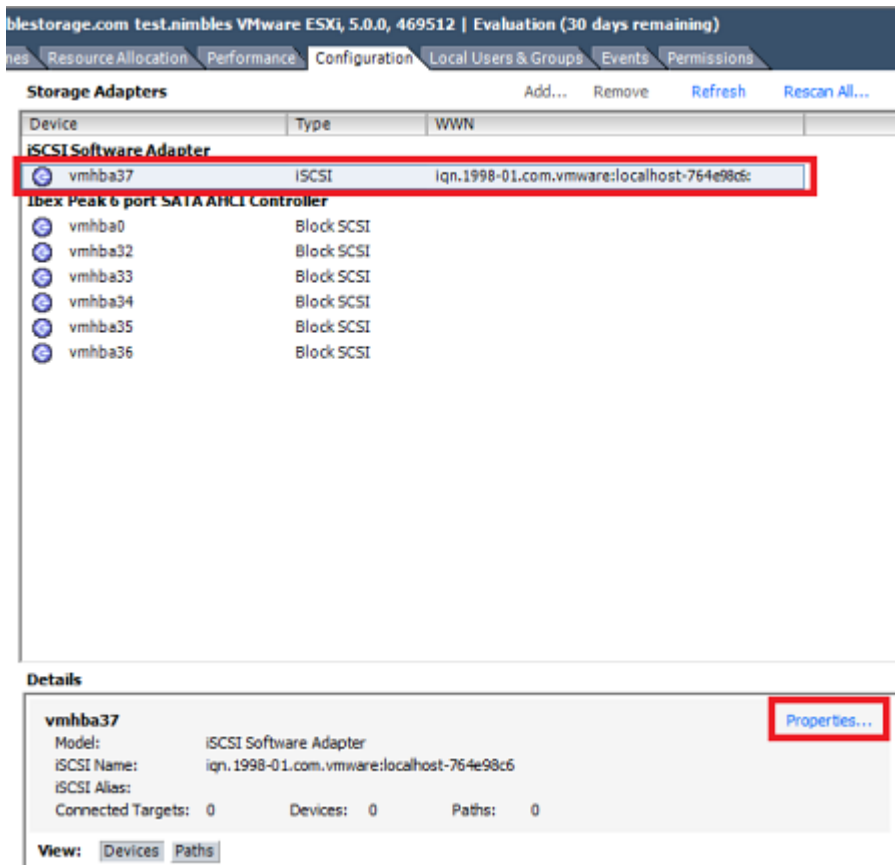 blestorage.com test.nimbles VMware ESXi, 5.0.0, 469512 | Evaluation (30 days remaining)
nes Resource Allocation Performance Configuration Local Users & Groups Events Permissions
Storage Adapters Add... Remove Refresh Rescan All...
Device Type WWN
iSCSI Software Adapter
vmhba37 iSCSI iqn.1998-01.com.vmware:localhost-764e98c6:
Ibex Peak 6 port SATA AHCI Controller
vmhba0 Block SCSI
vmhba32 Block SCSI
vmhba33 Block SCSI
vmhba34 Block SCSI
vmhba35 Block SCSI
vmhba36 Block SCSI
Details
vmhba37 Properties...
Model: iSCSI Software Adapter
iSCSI Name: iqn.1998-01.com.vmware:localhost-764e98c6
iSCSI Alias:
Connected Targets: 0 Devices: 0 Paths: 0
View: Devices Paths